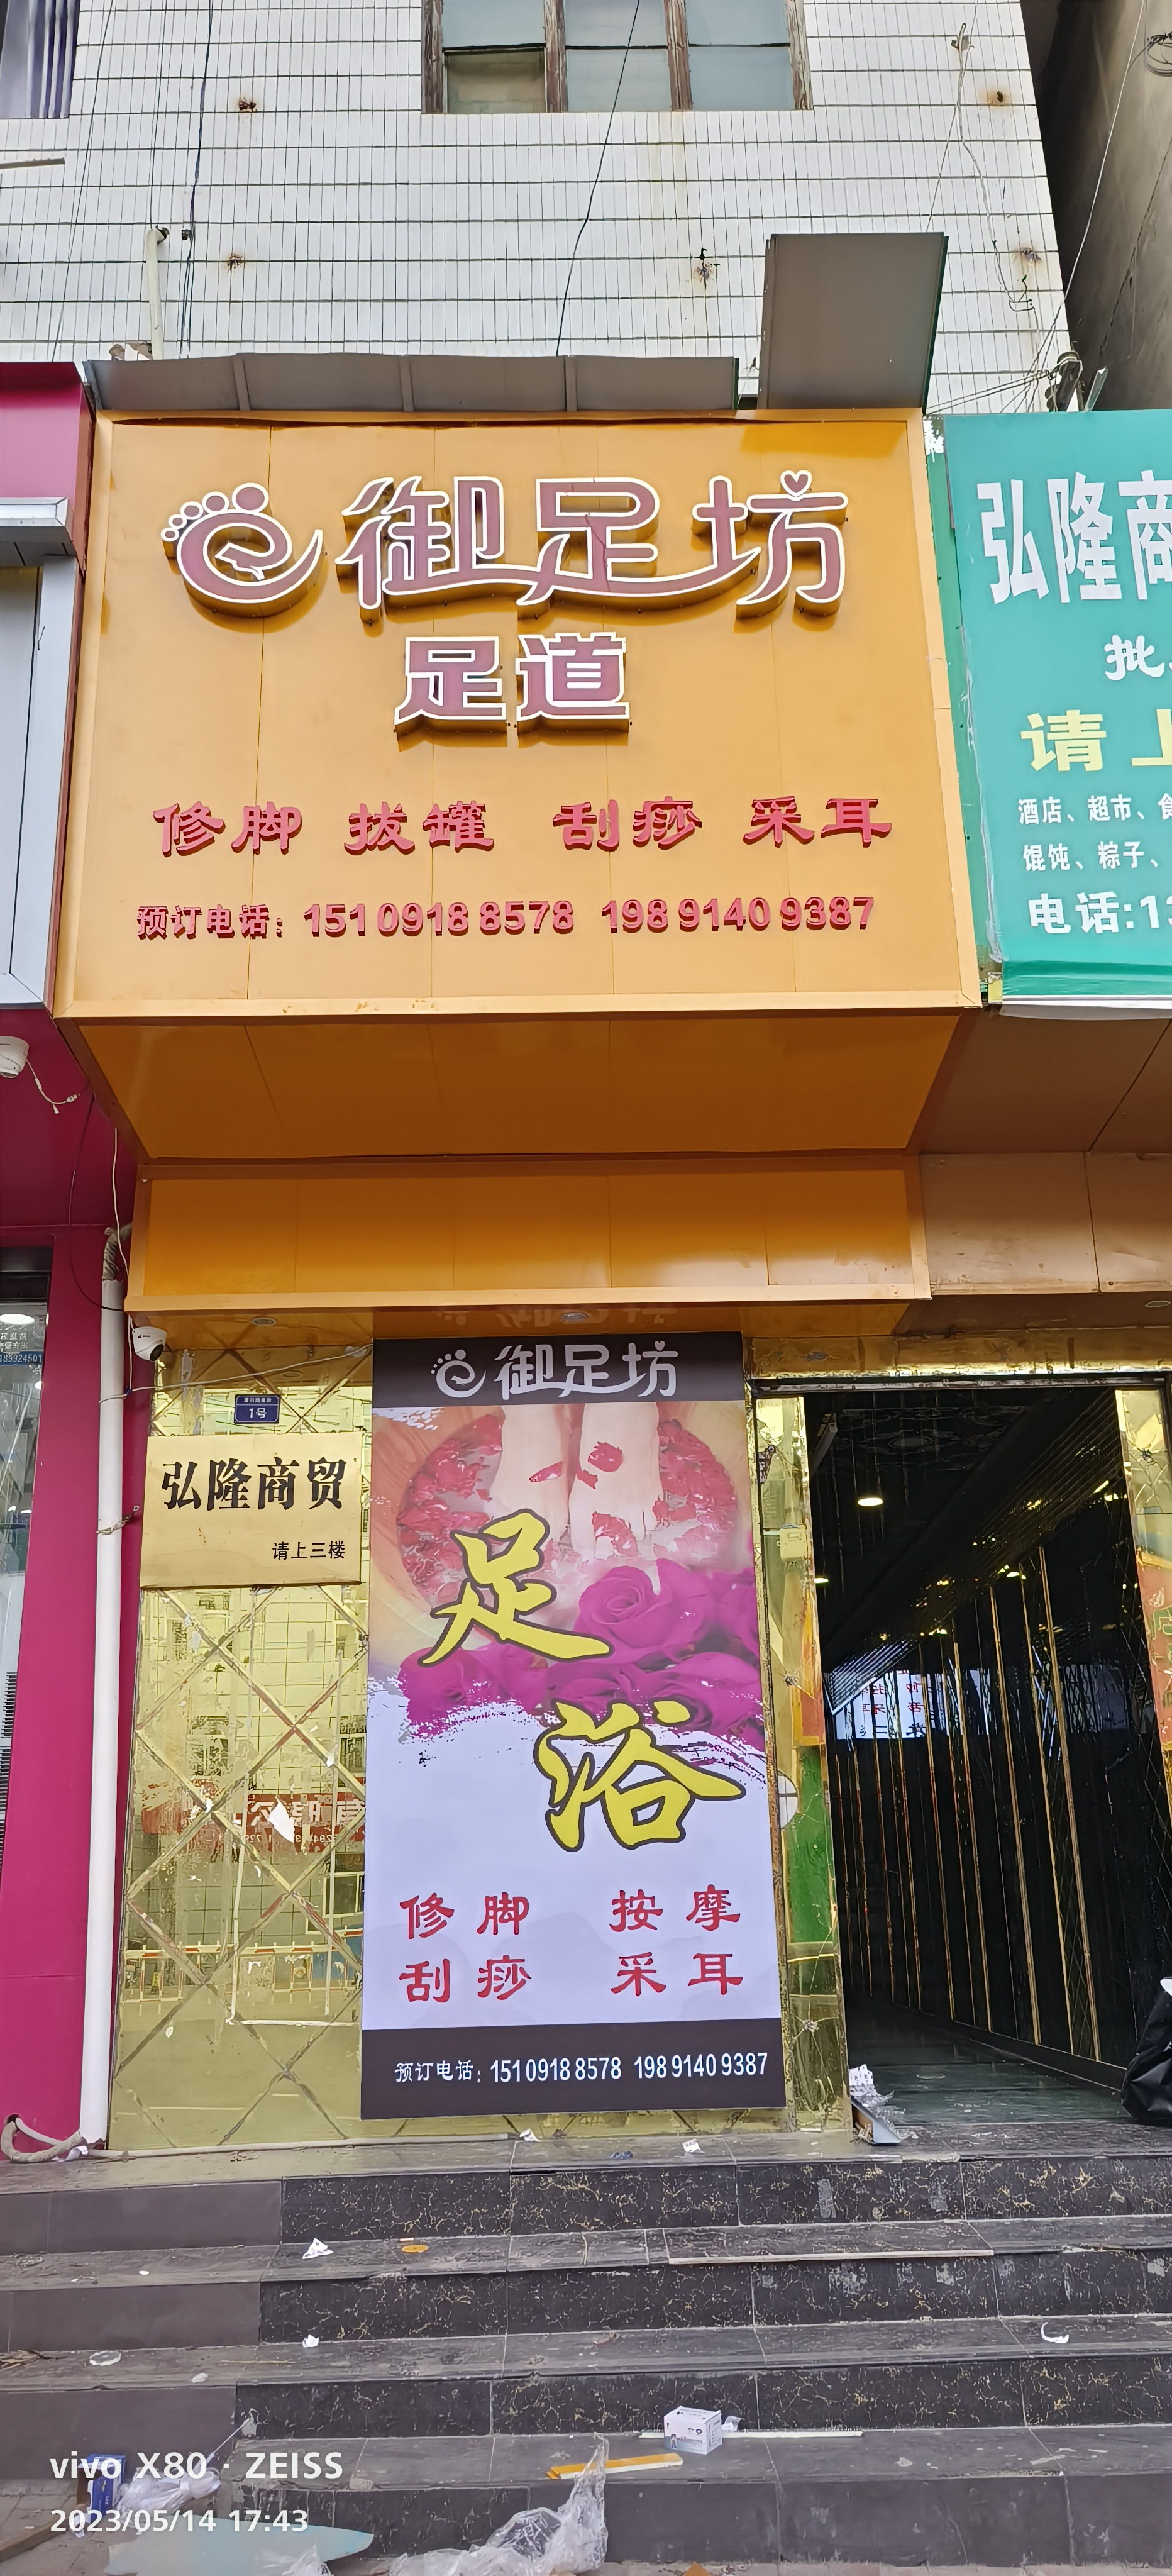 御足坊
足道
修脚 拔罐 刮痧 采耳
预订电话：151 0918 8578 198 9140 9387
弘隆商
批
请上
酒店、超市、食
馄饨、粽子、
电话:1
御足坊
1号
弘隆商贸
请上三楼
足
浴
修脚 按摩
刮痧 采耳
预订电话：151 0918 8578 198 9140 9387
vivo X80 · ZEISS
2023/05/14 17:43